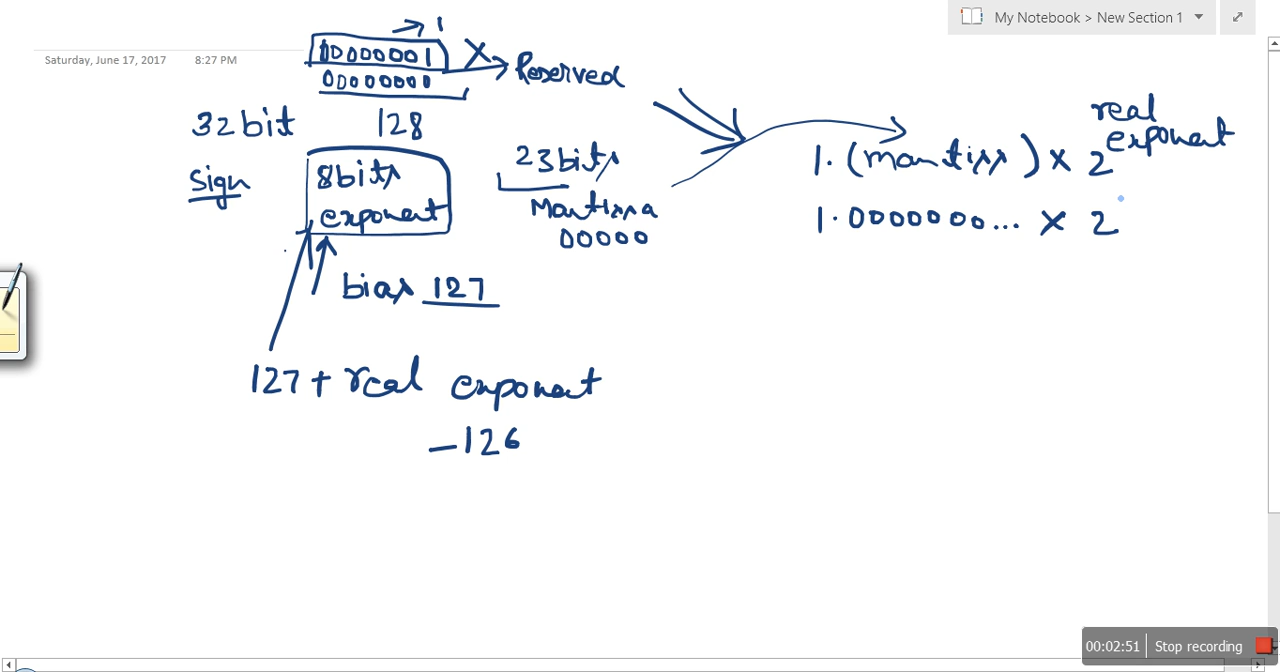 My Notebook > New Section 1
Saturday, June 17, 2017 8:27 PM
1
00000001 X
00000000
Reserved
32bit 128
sign
8bits
exponent
23bits
Mantissa
00000
bias 127
127 + real exponent
-126
real
exponent
1.(mantiss) x 2
1.0000000... x 2
00:02:51 Stop recording